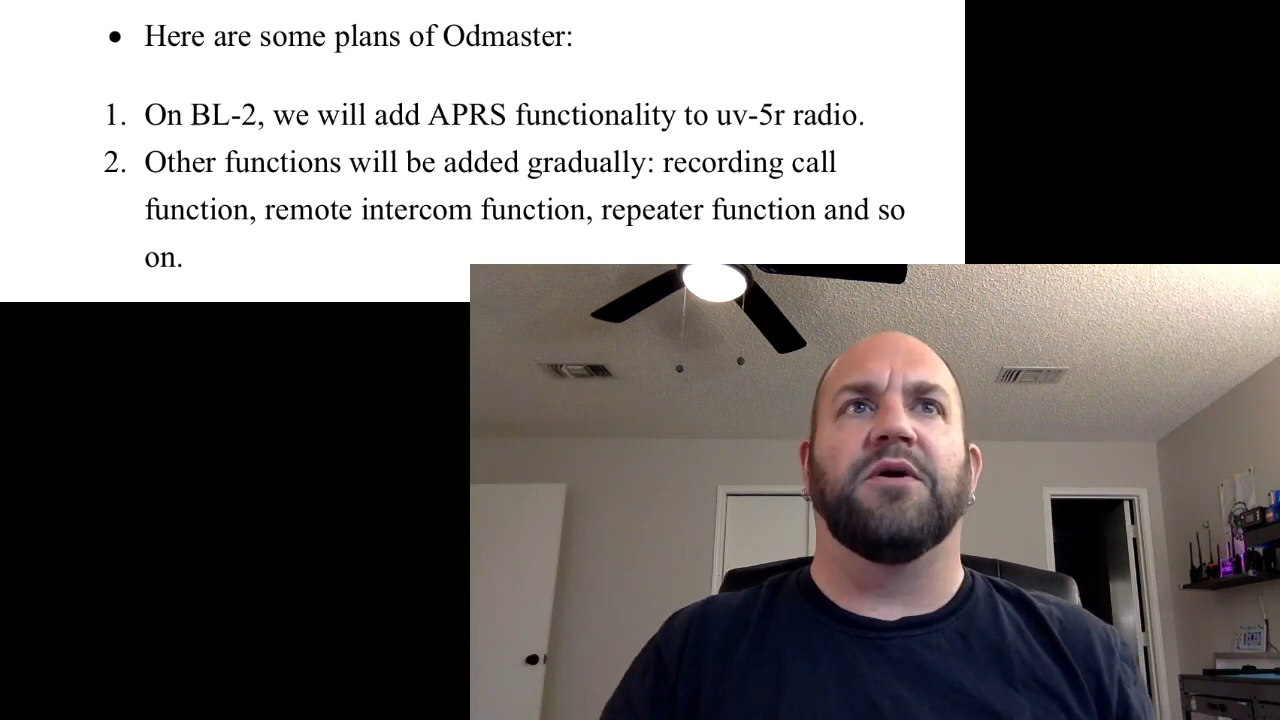 • Here are some plans of Odmaster:
1. On BL-2, we will add APRS functionality to uv-5r radio.
2. Other functions will be added gradually: recording call
function, remote intercom function, repeater function and so
on.